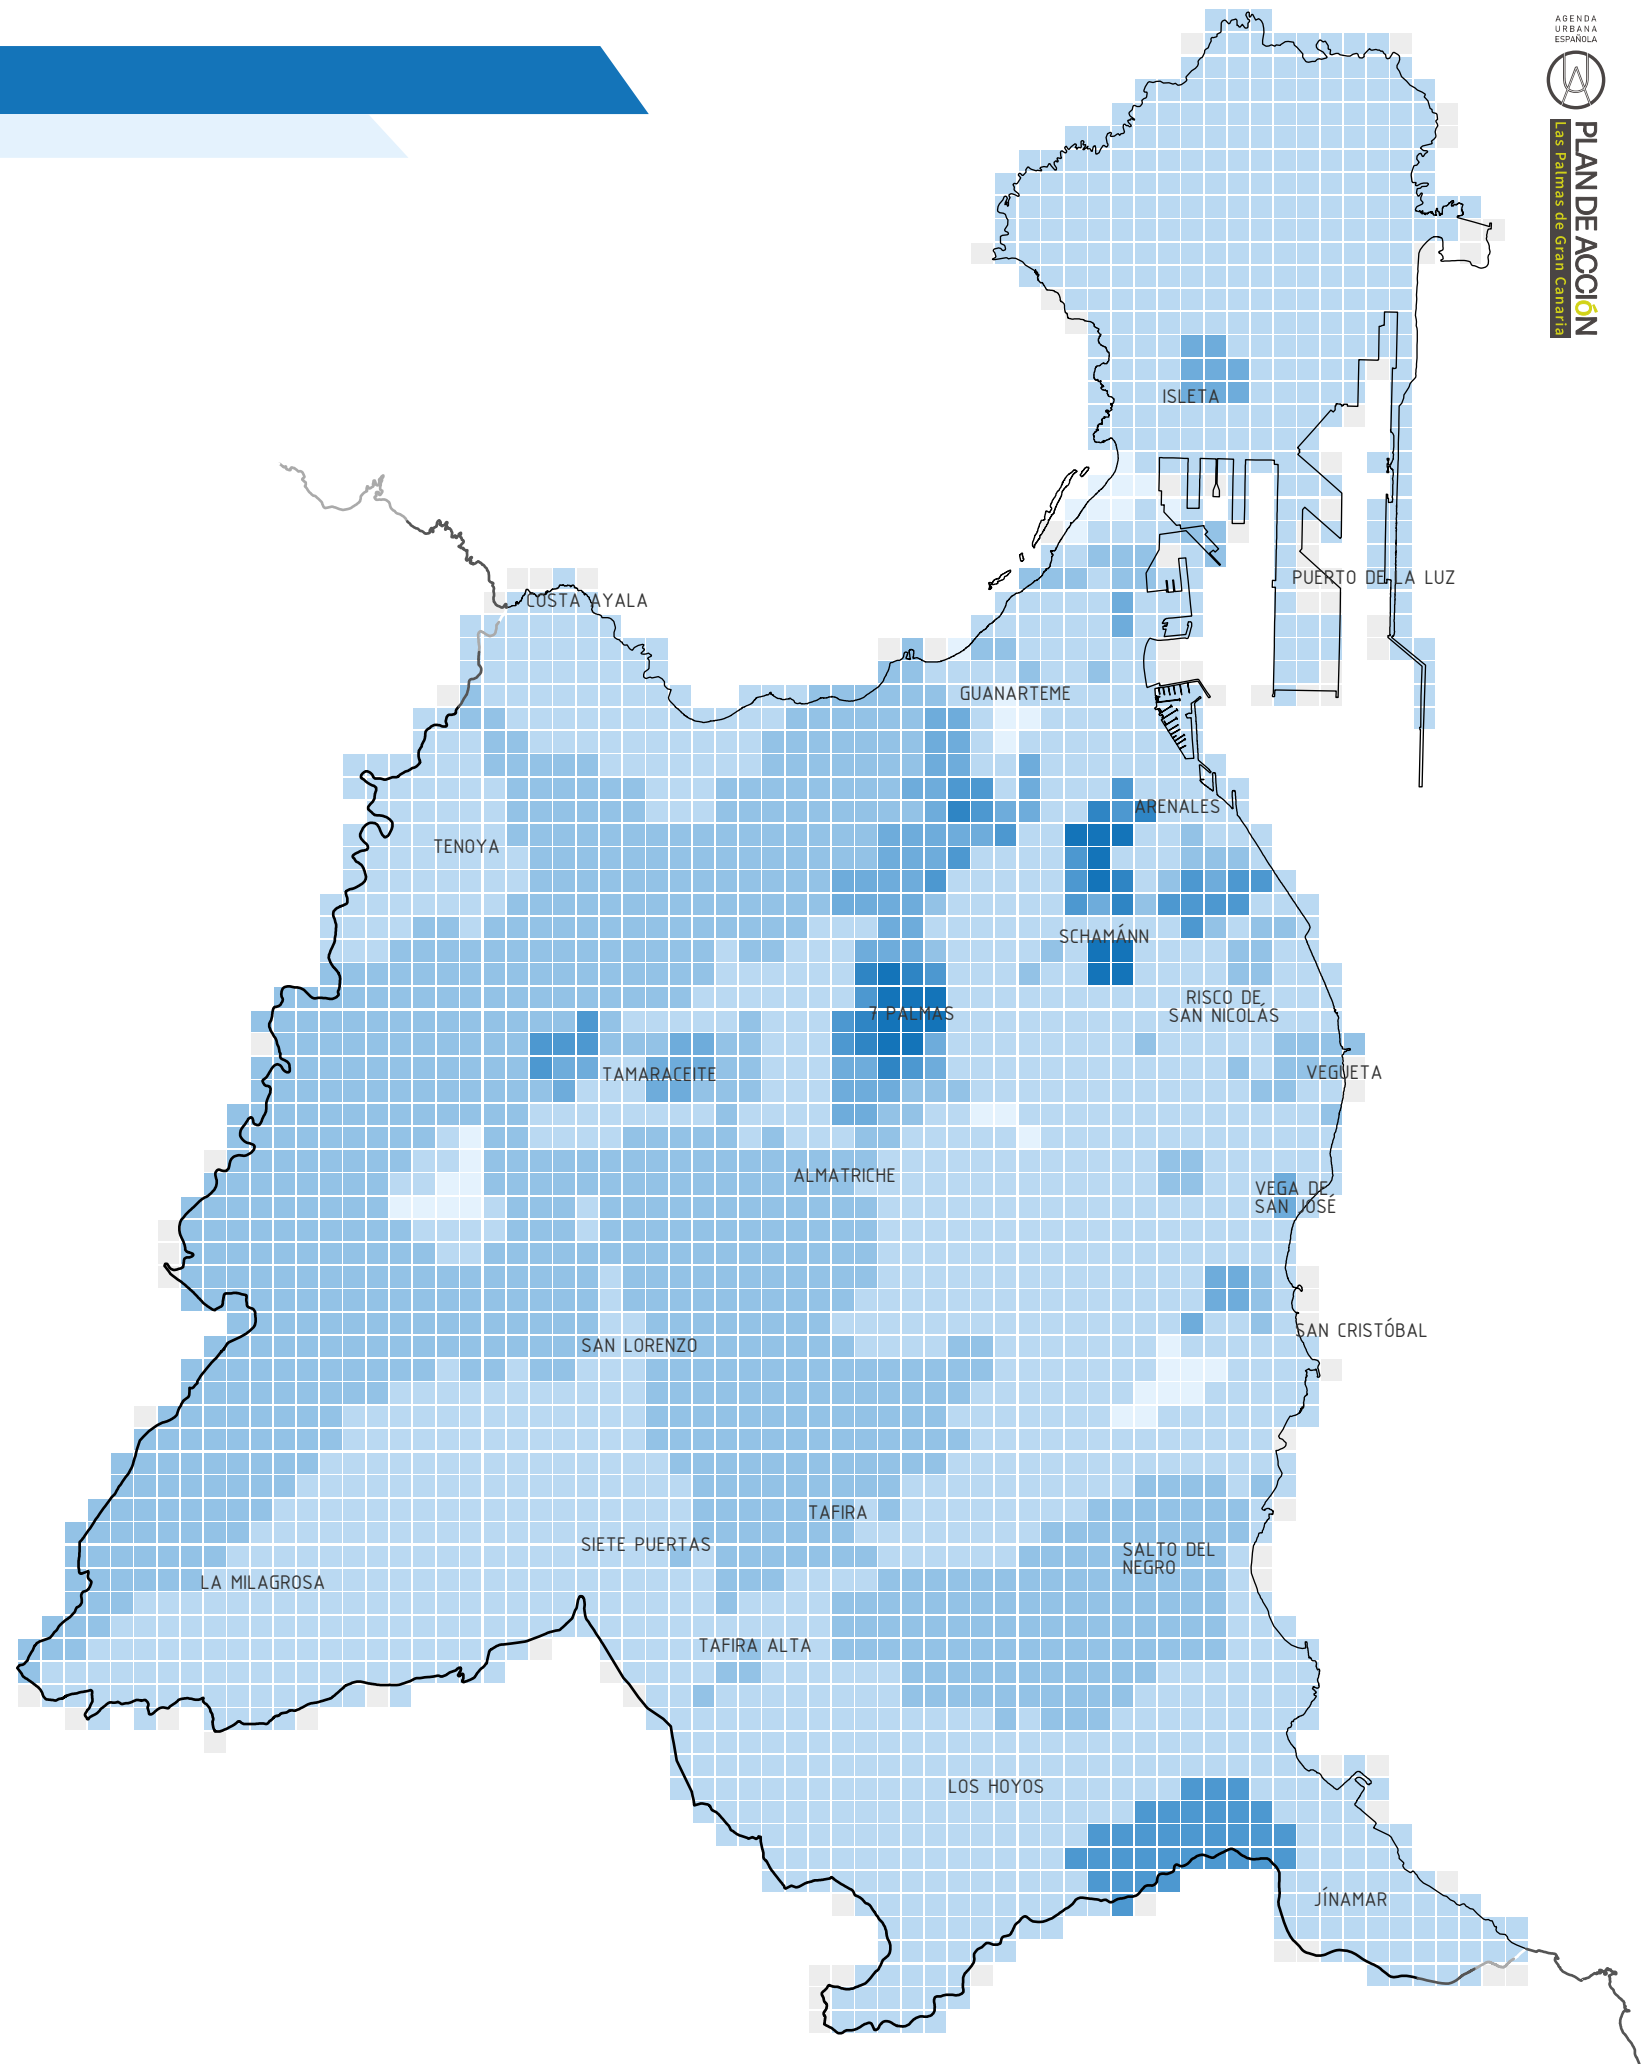 AGENDA
URBANA
ESPAÑOLA
PLAN DE ACCIÓN
Las Palmas de Gran Canaria
ISLETA
PUERTO DE LA LUZ
COSTA AYALA
GUANARTEME
ARENALES
TENOYA
SCHAMÁNN
RISCO DE
SAN NICOLÁS
7 PALMAS
TAMARACEITE
VEGUETA
ALMATRICHE
VEGA DE
SAN JOSÉ
SAN CRISTÓBAL
SAN LORENZO
TAFIRA
SIETE PUERTAS
SALTO DEL
NEGRO
LA MILAGROSA
TAFIRA ALTA
LOS HOYOS
JÍNAMAR